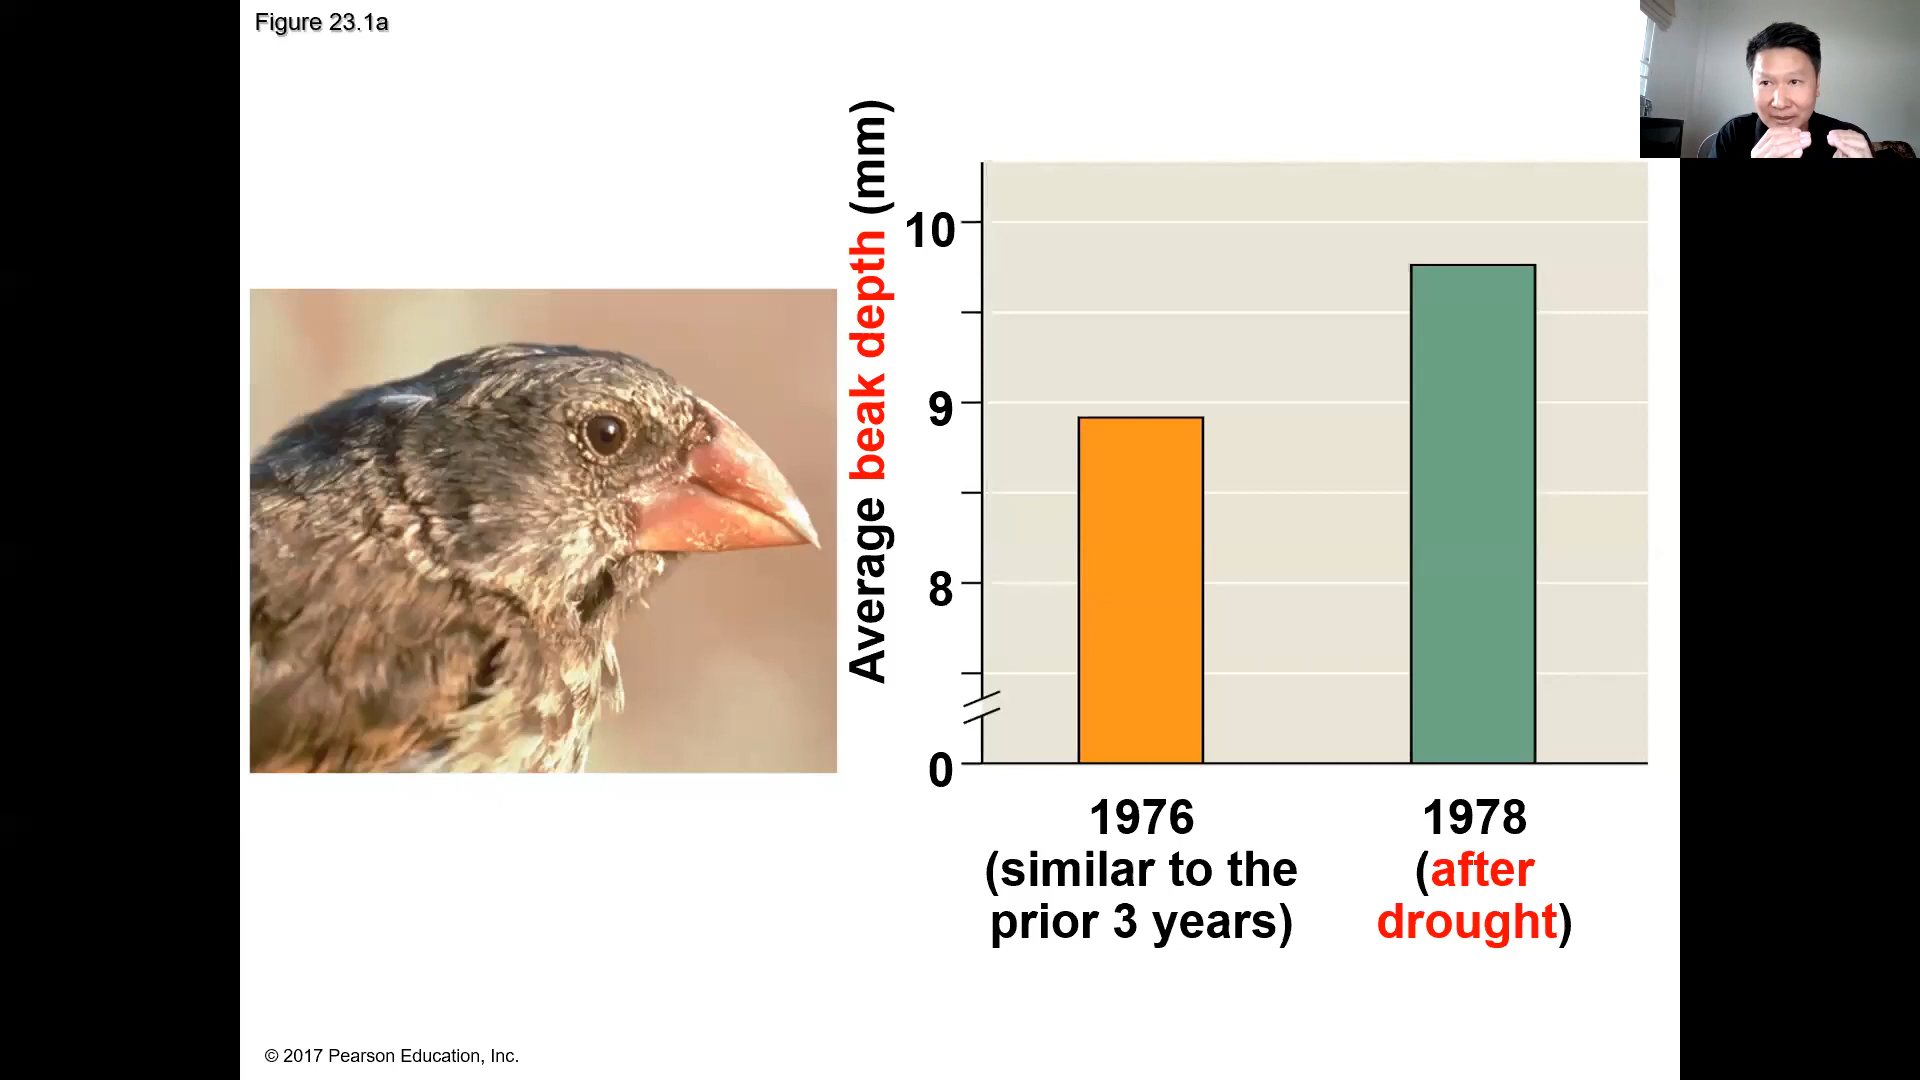 Figure 23.1a
Average beak depth (mm)
10
9
8
0
1976
(similar to the
prior 3 years)
1978
(after
drought)
© 2017 Pearson Education, Inc.